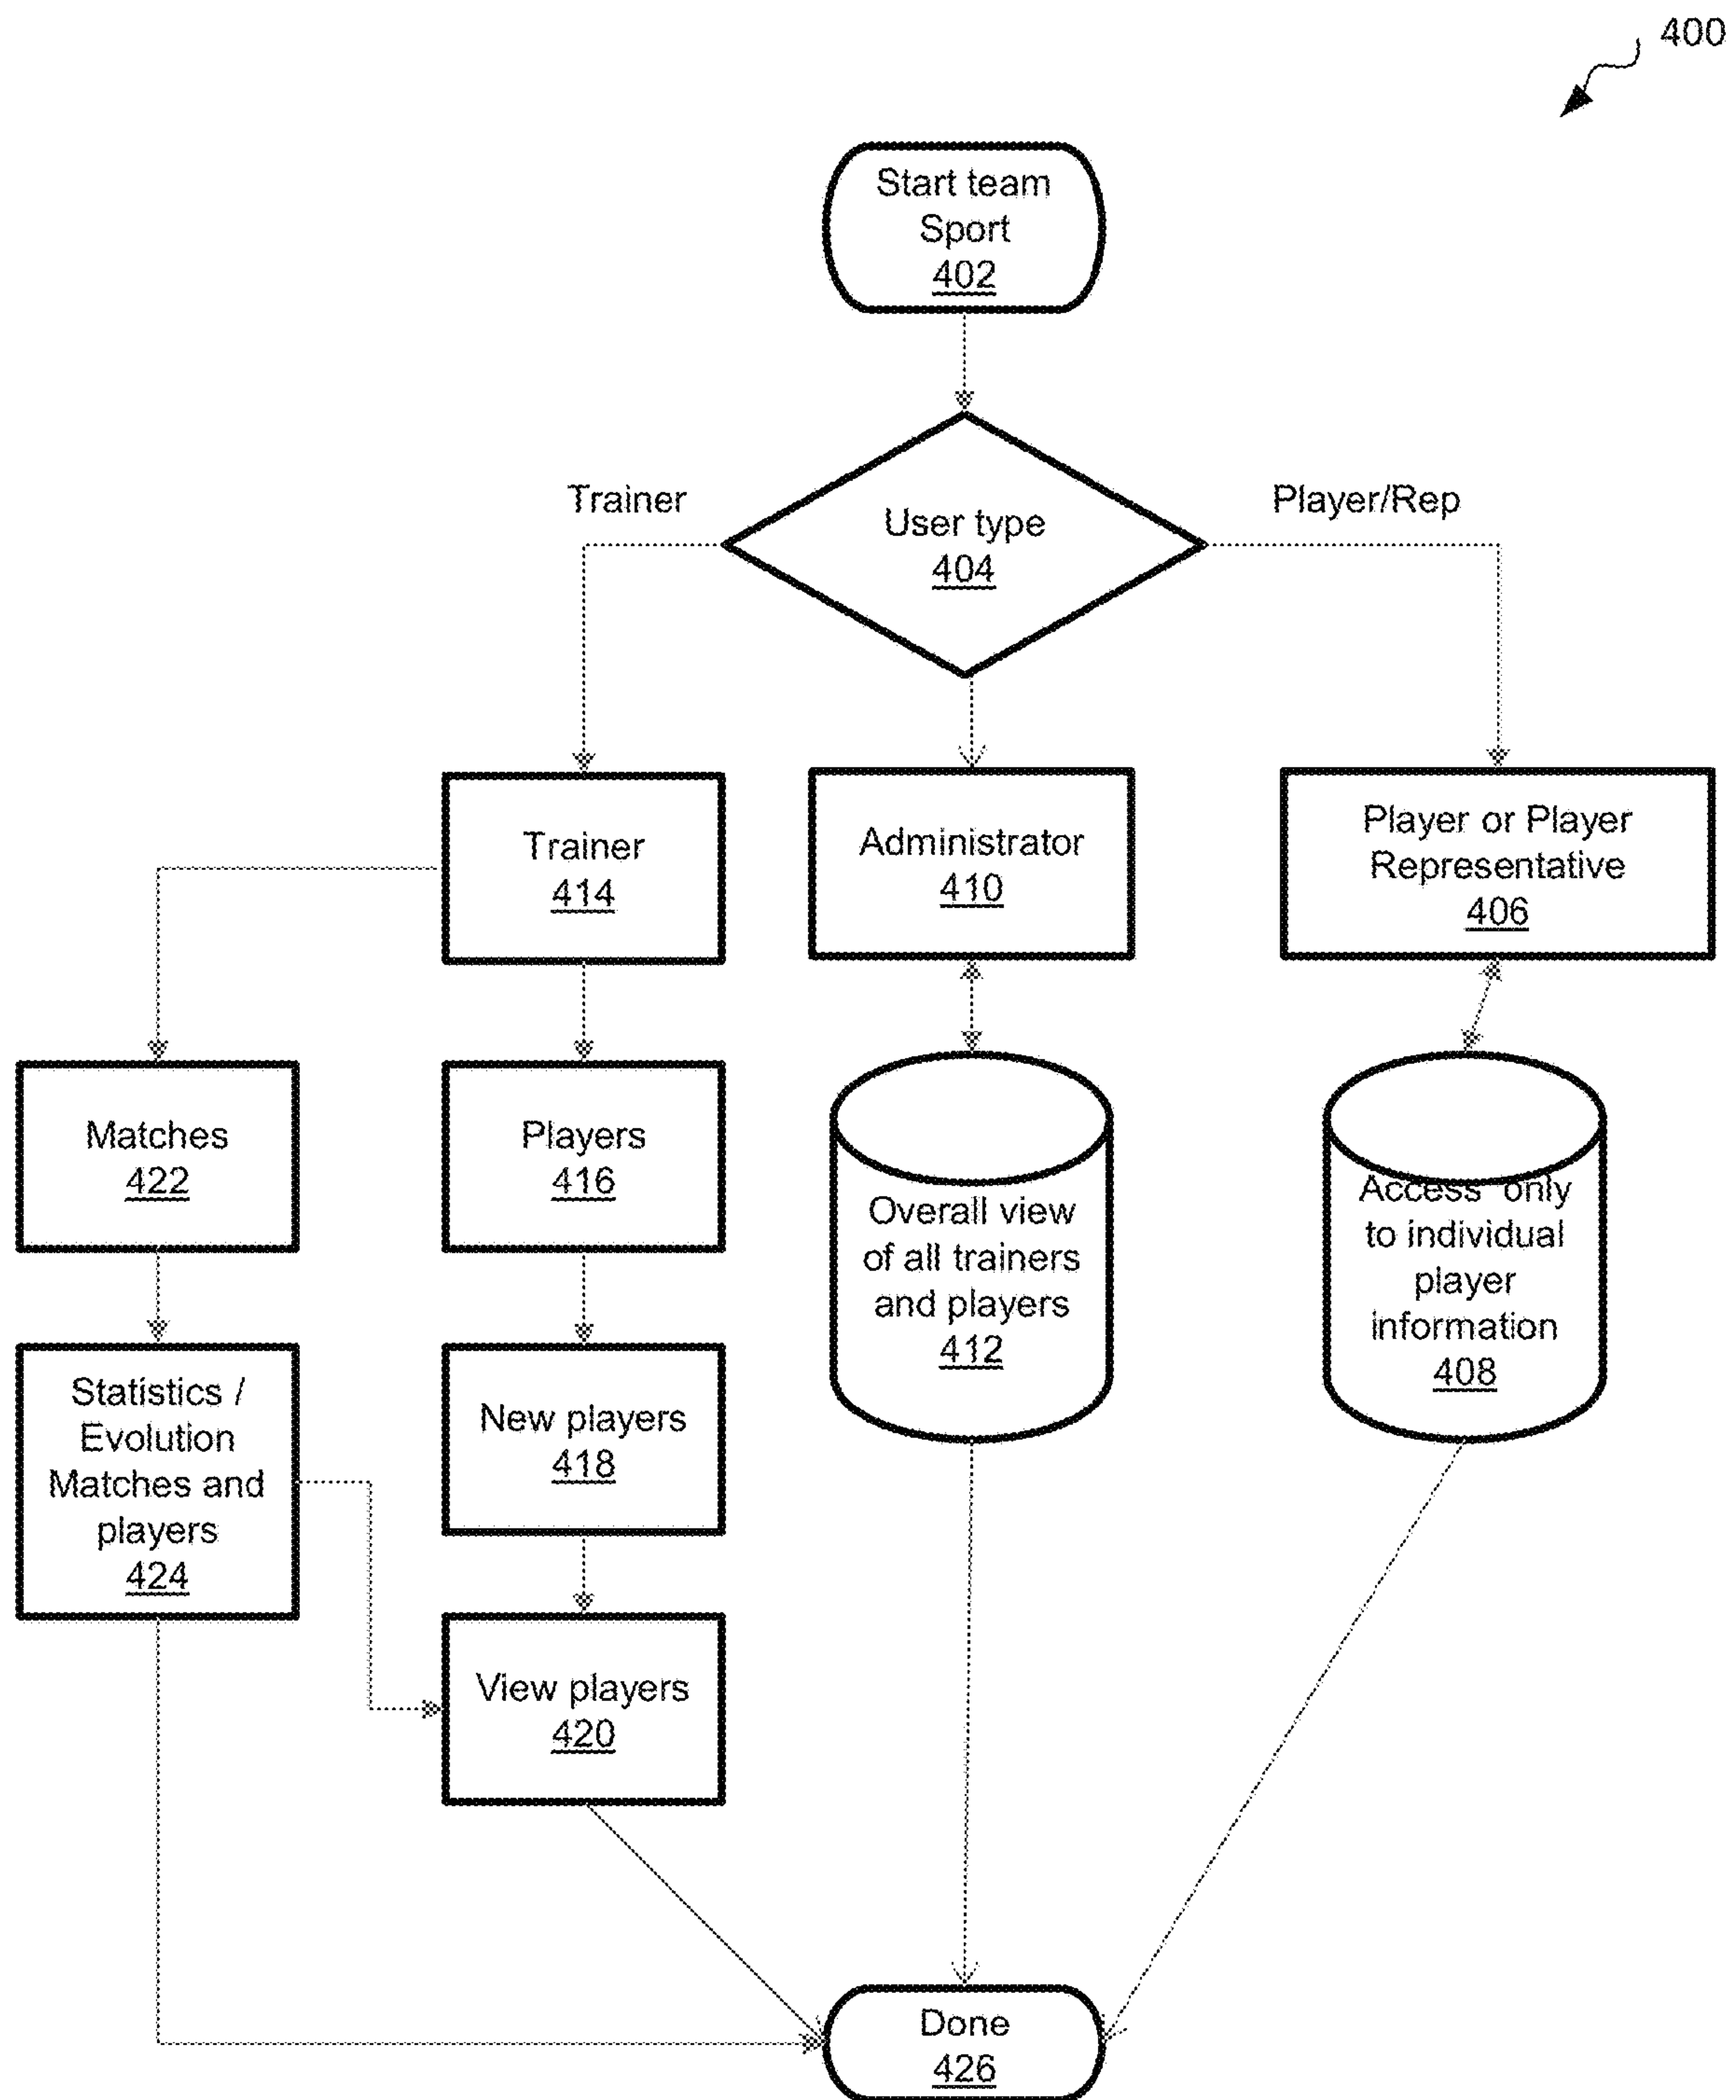 400
Start team
Sport
402
Trainer
User type
404
Player/Rep
Trainer
414
Administrator
410
Player or Player
Representative
406
Matches
422
Players
416
Overall view
of all trainers
and players
412
Access only
to individual
player
information
408
Statistics /
Evolution
Matches and
players
424
New players
418
View players
420
Done
426